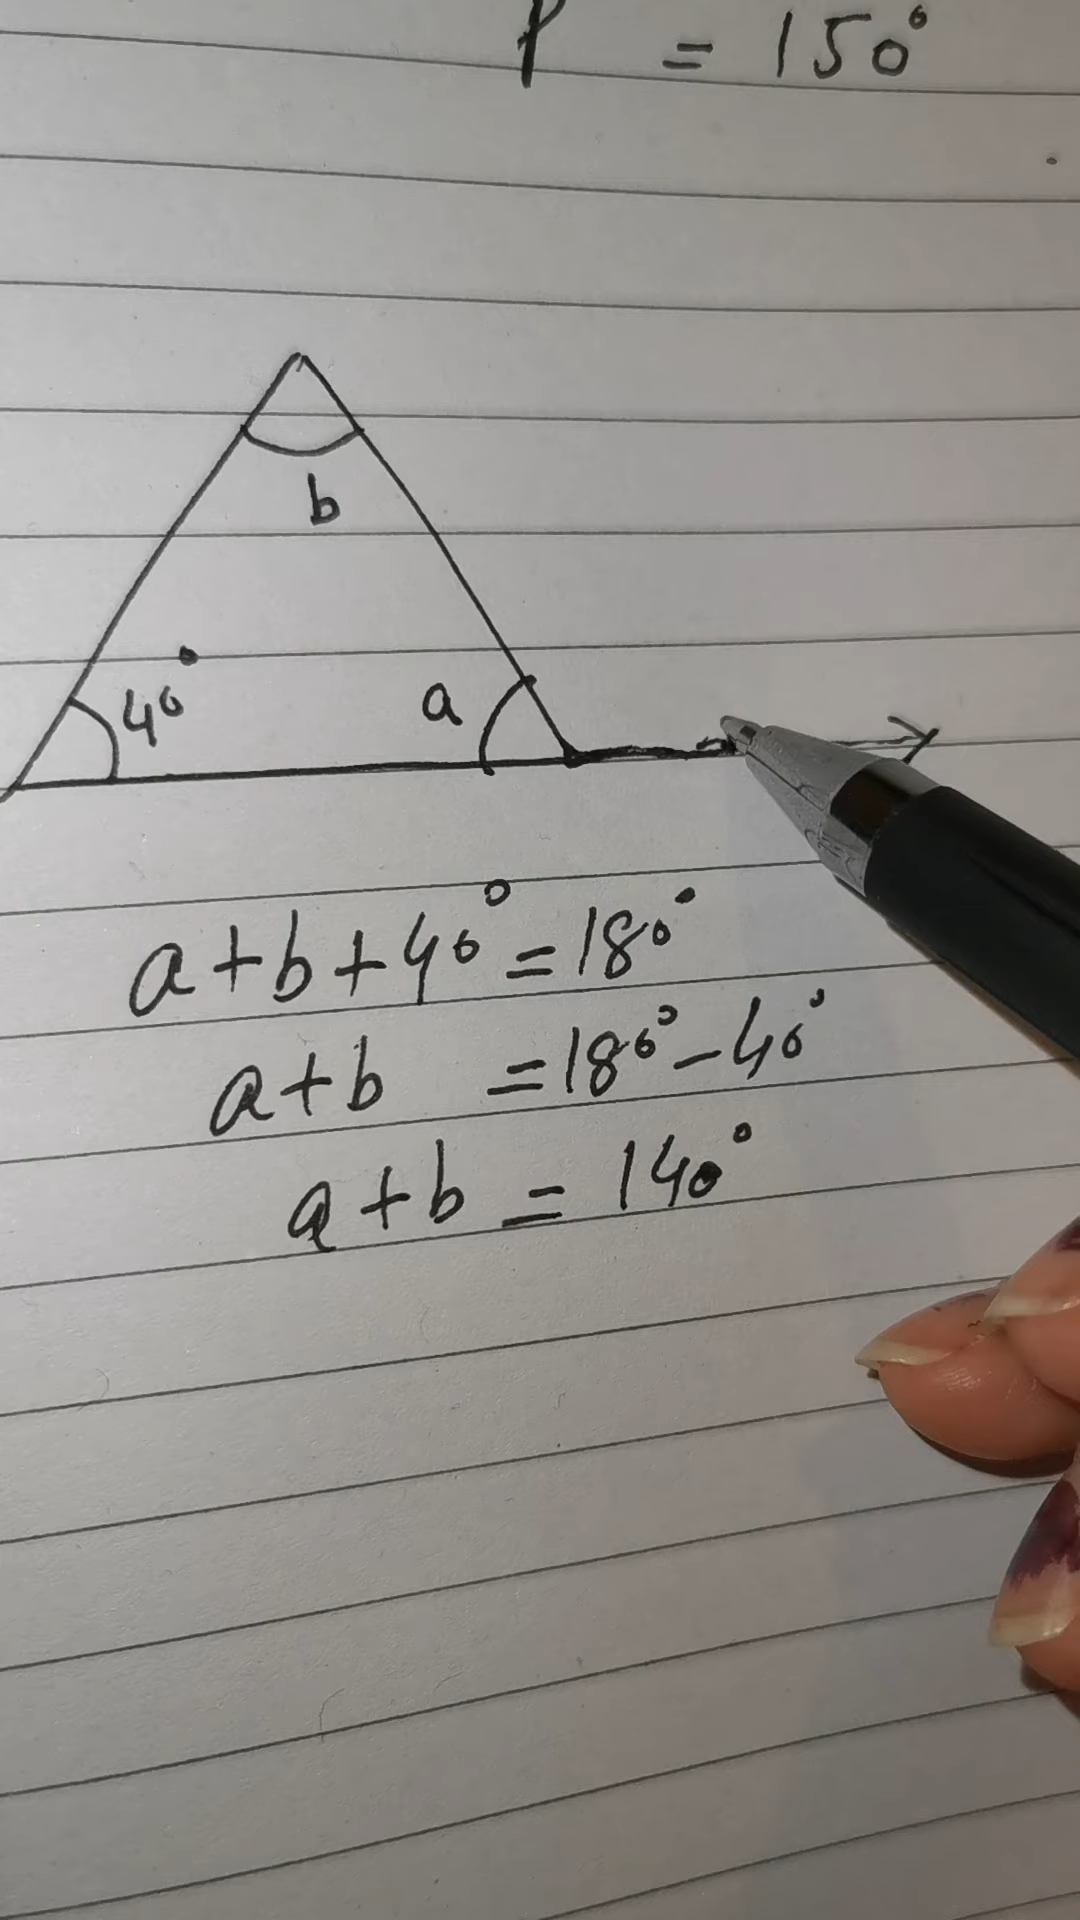 P = 150°
b
40°
a
a+b+40° = 180°
a+b = 180°-40°
a+b = 140°